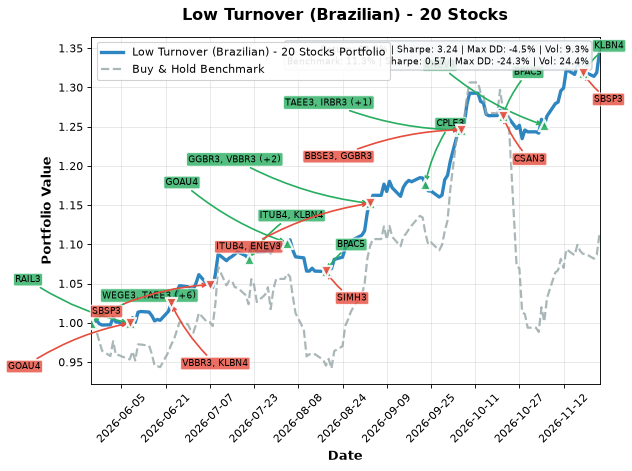 Low Turnover (Brazilian) - 20 Stocks
Low Turnover (Brazilian) - 20 Stocks Portfolio
Buy & Hold Benchmark
| Sharpe: 3.24 | Max DD: -4.5% | Vol: 9.3%
Sharpe: 0.57 | Max DD: -24.3% | Vol: 24.4%
KLBN4
BPAC5
SBSP3
TAEE3, IRBR3 (+1)
CPLE3
BBSE3, GGBR3
CSAN3
GGBR3, VBBR3 (+2)
GOAU4
ITUB4, KLBN4
ITUB4, ENEV3
BPAC5
SIMH3
RAIL3
WEGE3, TAEE3 (+6)
SBSP3
GOAU4
VBBR3, KLBN4
1.35
1.30
1.25
1.20
1.15
1.10
1.05
1.00
0.95
Portfolio Value
2026-06-05
2026-06-21
2026-07-07
2026-07-23
2026-08-08
2026-08-24
2026-09-09
2026-09-25
2026-10-11
2026-10-27
2026-11-12
Date